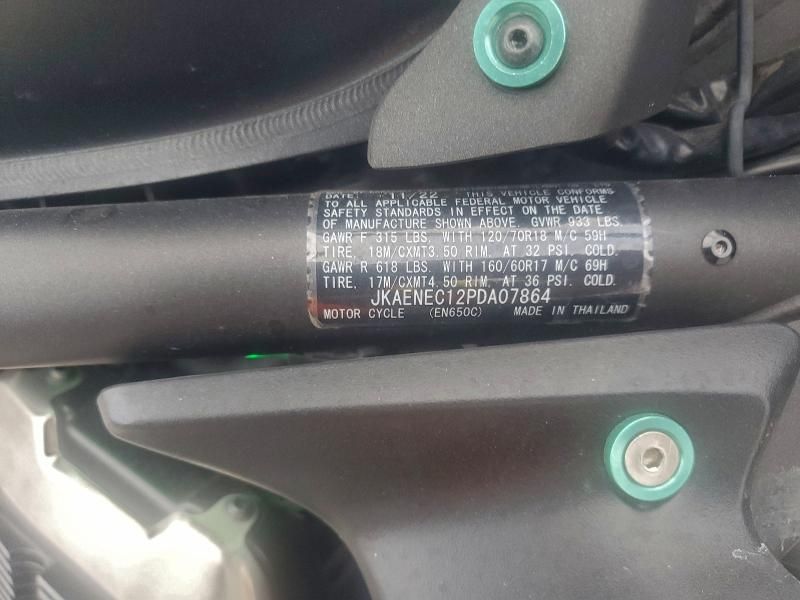 DATE: 11/22 THIS VEHICLE CONFORMS
TO ALL APPLICABLE FEDERAL MOTOR VEHICLE
SAFETY STANDARDS IN EFFECT ON THE DATE
OF MANUFACTURE SHOWN ABOVE. GVWR 933 LBS.
GAWR F 315 LBS. WITH 120/70R18 M/C 59H
TIRE, 18M/CXMT3.50 RIM. AT 32 PSI. COLD.
GAWR R 618 LBS. WITH 160/60R17 M/C 69H
TIRE, 17M/CXMT4.50 RIM. AT 36 PSI. COLD.
JKAENEC12PDA07864
MOTOR CYCLE (EN650C) MADE IN THAILAND